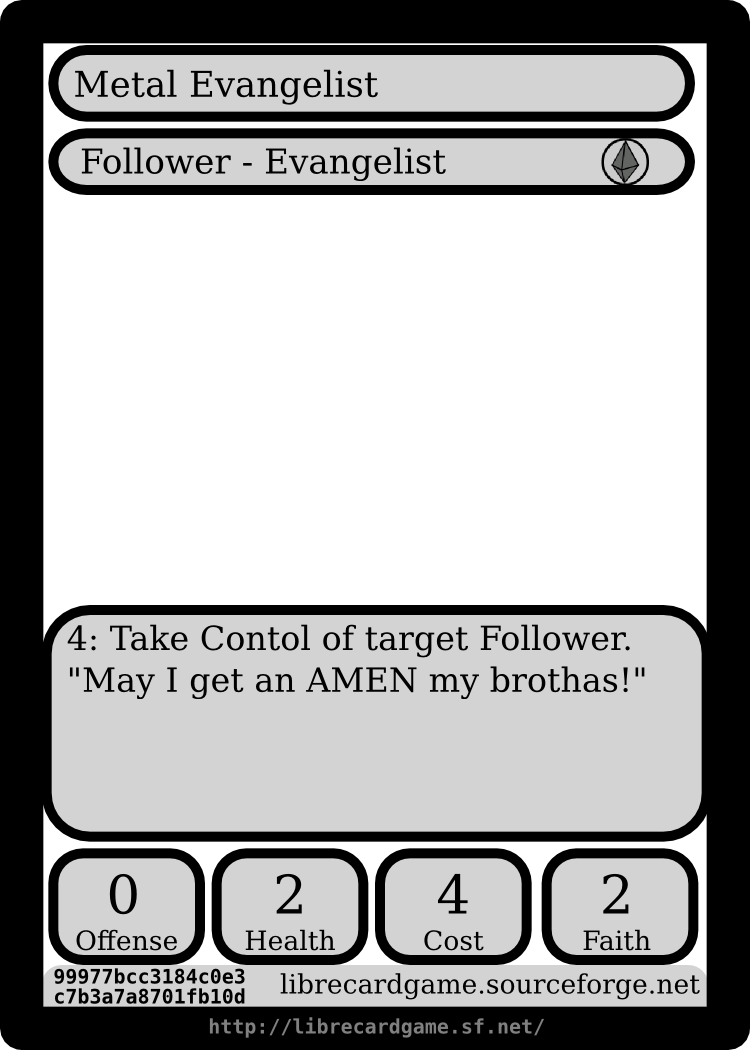 Metal Evangelist
Follower - Evangelist
4: Take Contol of target Follower.
"May I get an AMEN my brothas!"
0
Offense
2
Health
4
Cost
2
Faith
99977bcc3184c0e3
c7b3a7a8701fb10d
librecardgame.sourceforge.net
http://librecardgame.sf.net/